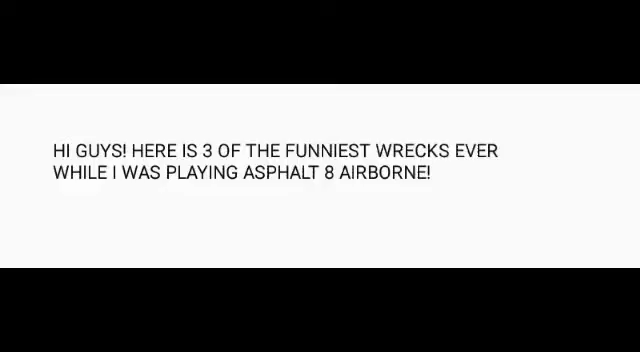 HI GUYS! HERE IS 3 OF THE FUNNIEST WRECKS EVER
WHILE I WAS PLAYING ASPHALT 8 AIRBORNE!